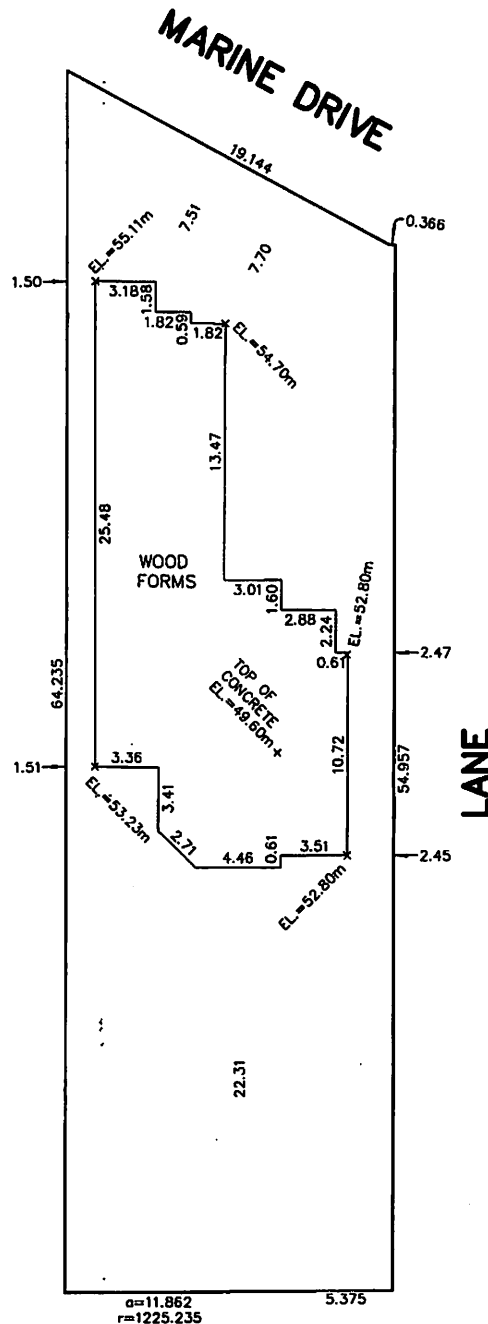 MARINE DRIVE
19.144
0.366
7.51
7.70
EL.=55.11m
1.50
3.18
1.58
1.82
0.59
1.82
EL.=54.70m
13.47
25.48
WOOD
FORMS
3.01
1.60
2.88
2.24
0.61
EL.=52.80m
2.47
64.235
TOP OF
CONCRETE
EL.=49.60m
10.72
54.957
LANE
1.51
3.36
EL.=53.23m
3.41
2.71
4.46
0.61
3.51
2.45
EL.=52.80m
22.31
a=11.862
r=1225.235
5.375